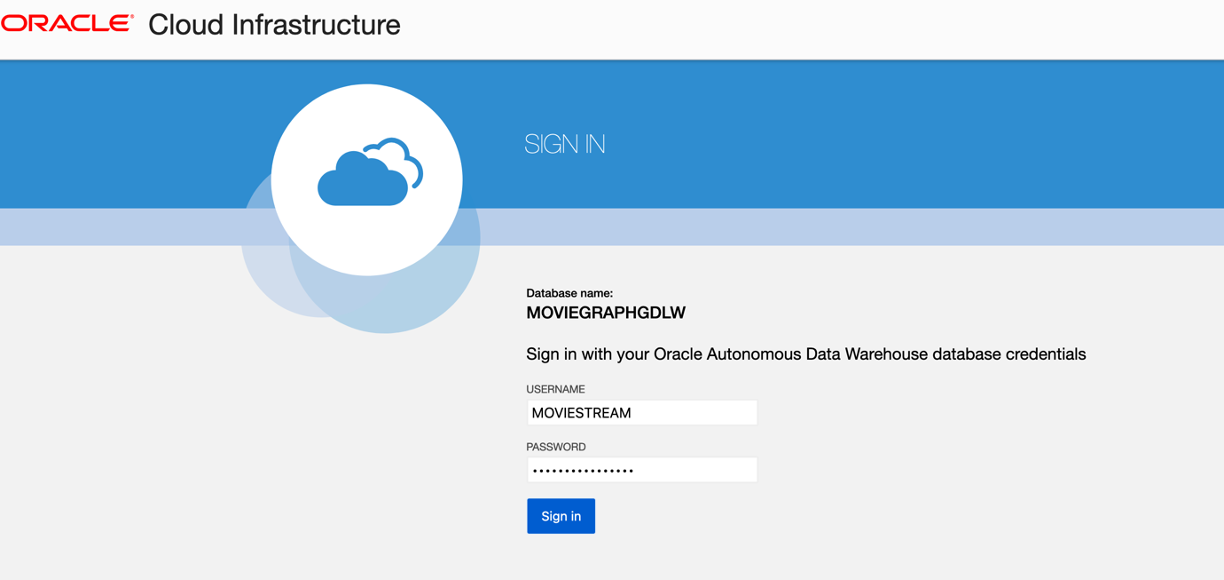 ORACLE® Cloud Infrastructure
SIGN IN
Database name:
MOVIEGRAPHGDLW
Sign in with your Oracle Autonomous Data Warehouse database credentials
USERNAME
MOVIESTREAM
PASSWORD
••••••••••••••••
Sign in